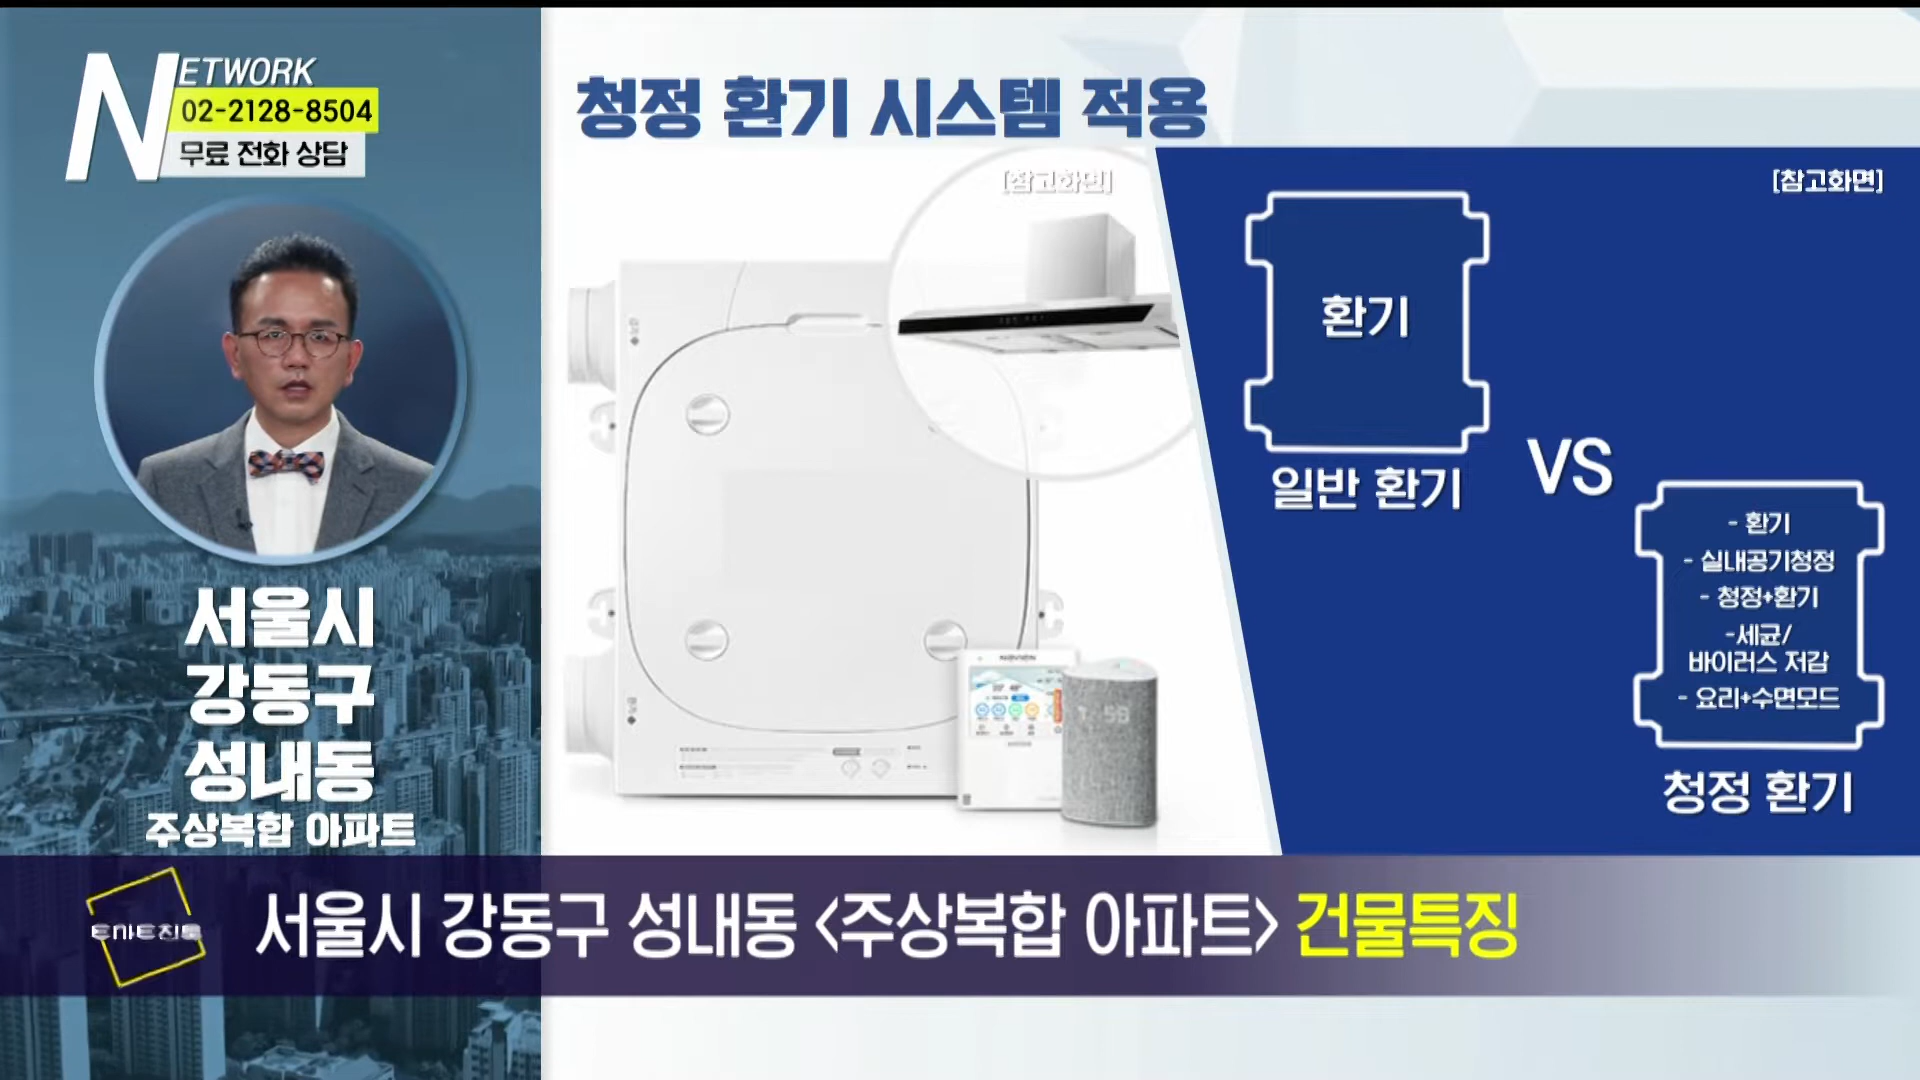 NETWORK
02-2128-8504
무료 전화 상담
청정 환기 시스템 적용
[참고화면]
[참고화면]
환기
일반 환기
VS
- 환기
- 실내공기청정
- 청정+환기
-세균/
바이러스 저감
- 요리+수면모드
청정 환기
서울시
강동구
성내동
주상복합 아파트
서울시 강동구 성내동 <주상복합 아파트> 건물특징